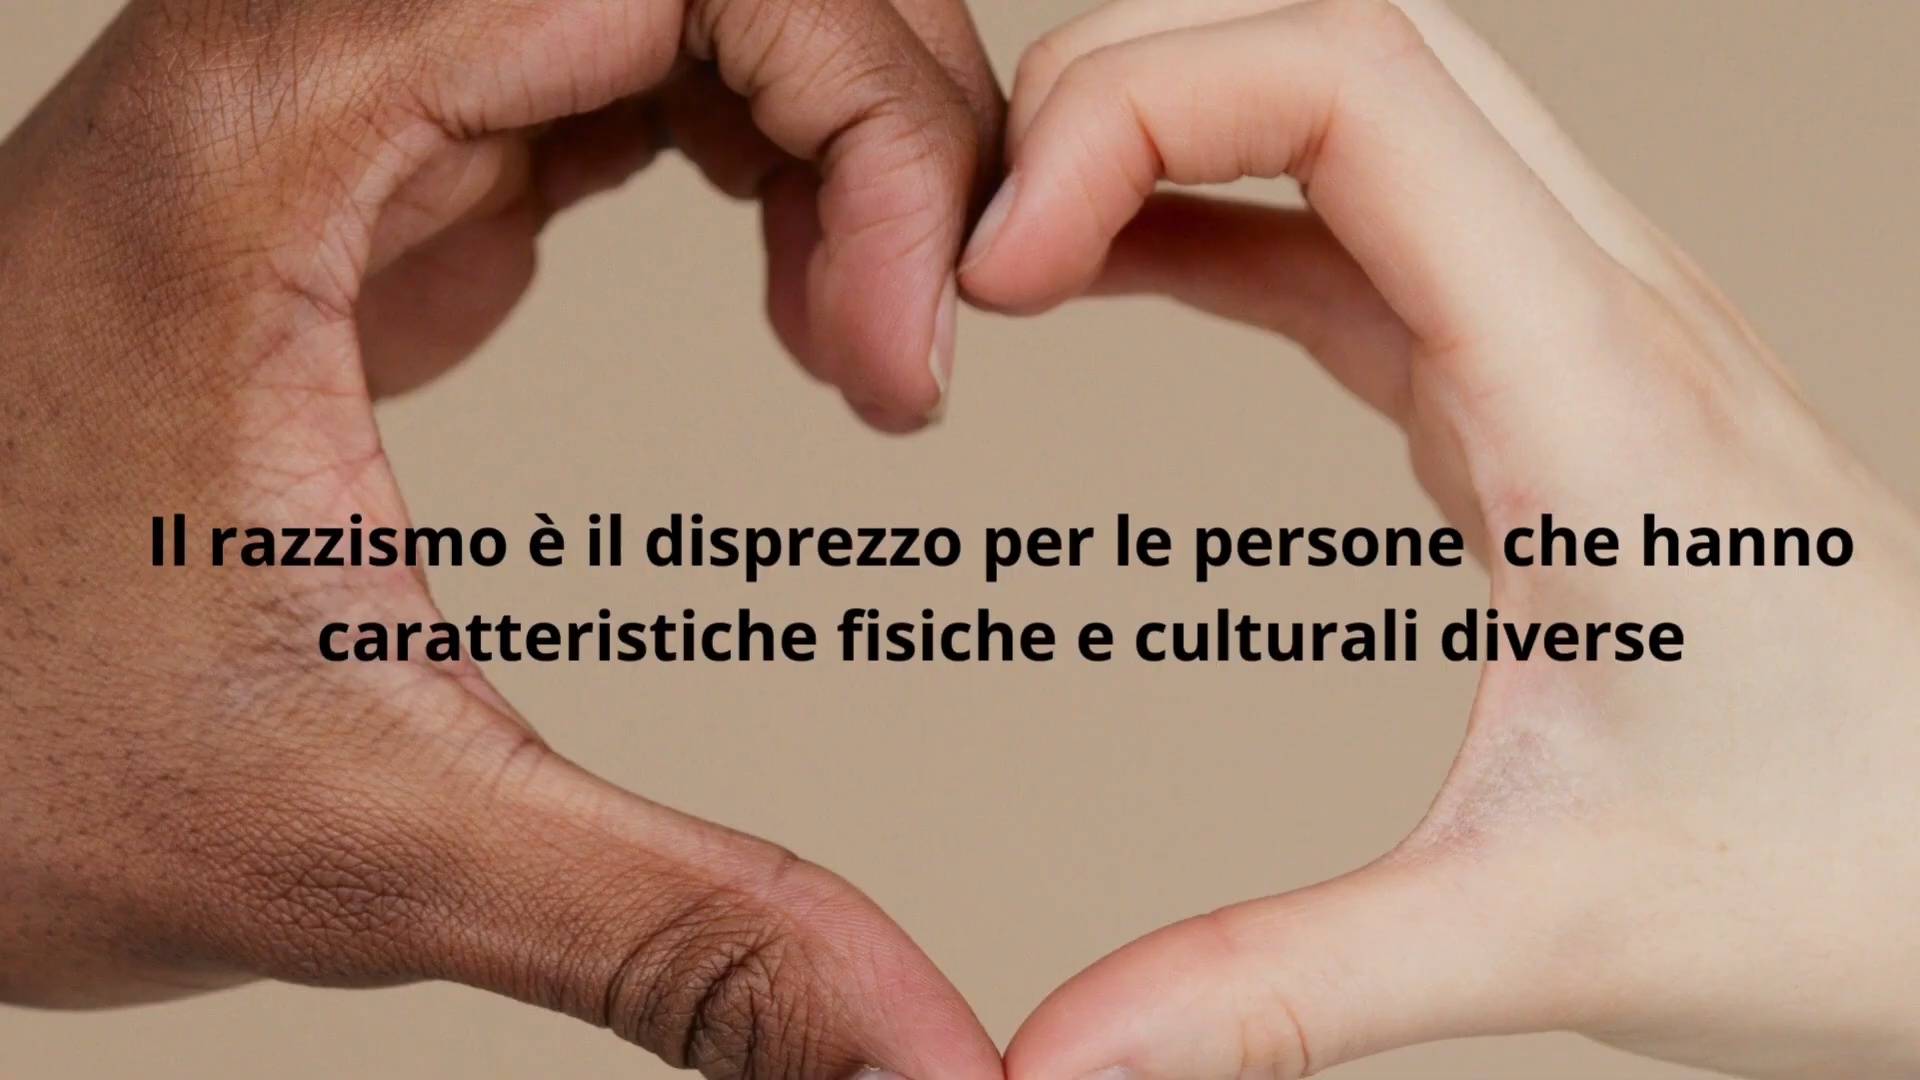 Il razzismo è il disprezzo per le persone  che hanno
caratteristiche fisiche e culturali diverse